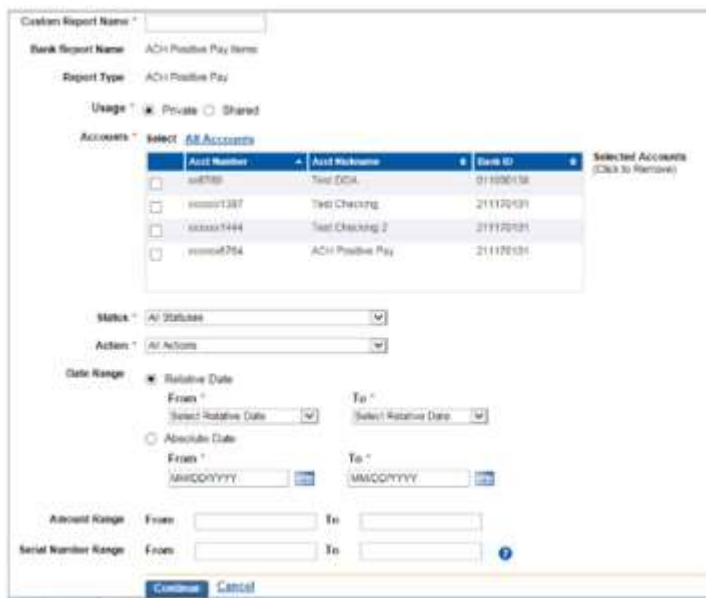 Custom Report Name *
Bank Report Name ACH Positive Pay Items
Report Type ACH Positive Pay
Usage * Private Shared
Accounts * Select All Accounts
Acct Number Acct Nickname Bank ID
Selected Accounts
(Click to Remove)
Test DDA
xxxxxx1387 Test Checking 211170101
xxxxxx1444 Test Checking 2 211170101
xxxxxx6764 ACH Positive Pay 211170101
Status * All Statuses
Action * All Actions
Date Range Relative Date
From * To *
Select Relative Date Select Relative Date
Absolute Date
From * To *
MM/DD/YYYY MM/DD/YYYY
Amount Range From To
Serial Number Range From To ?
Continue Cancel